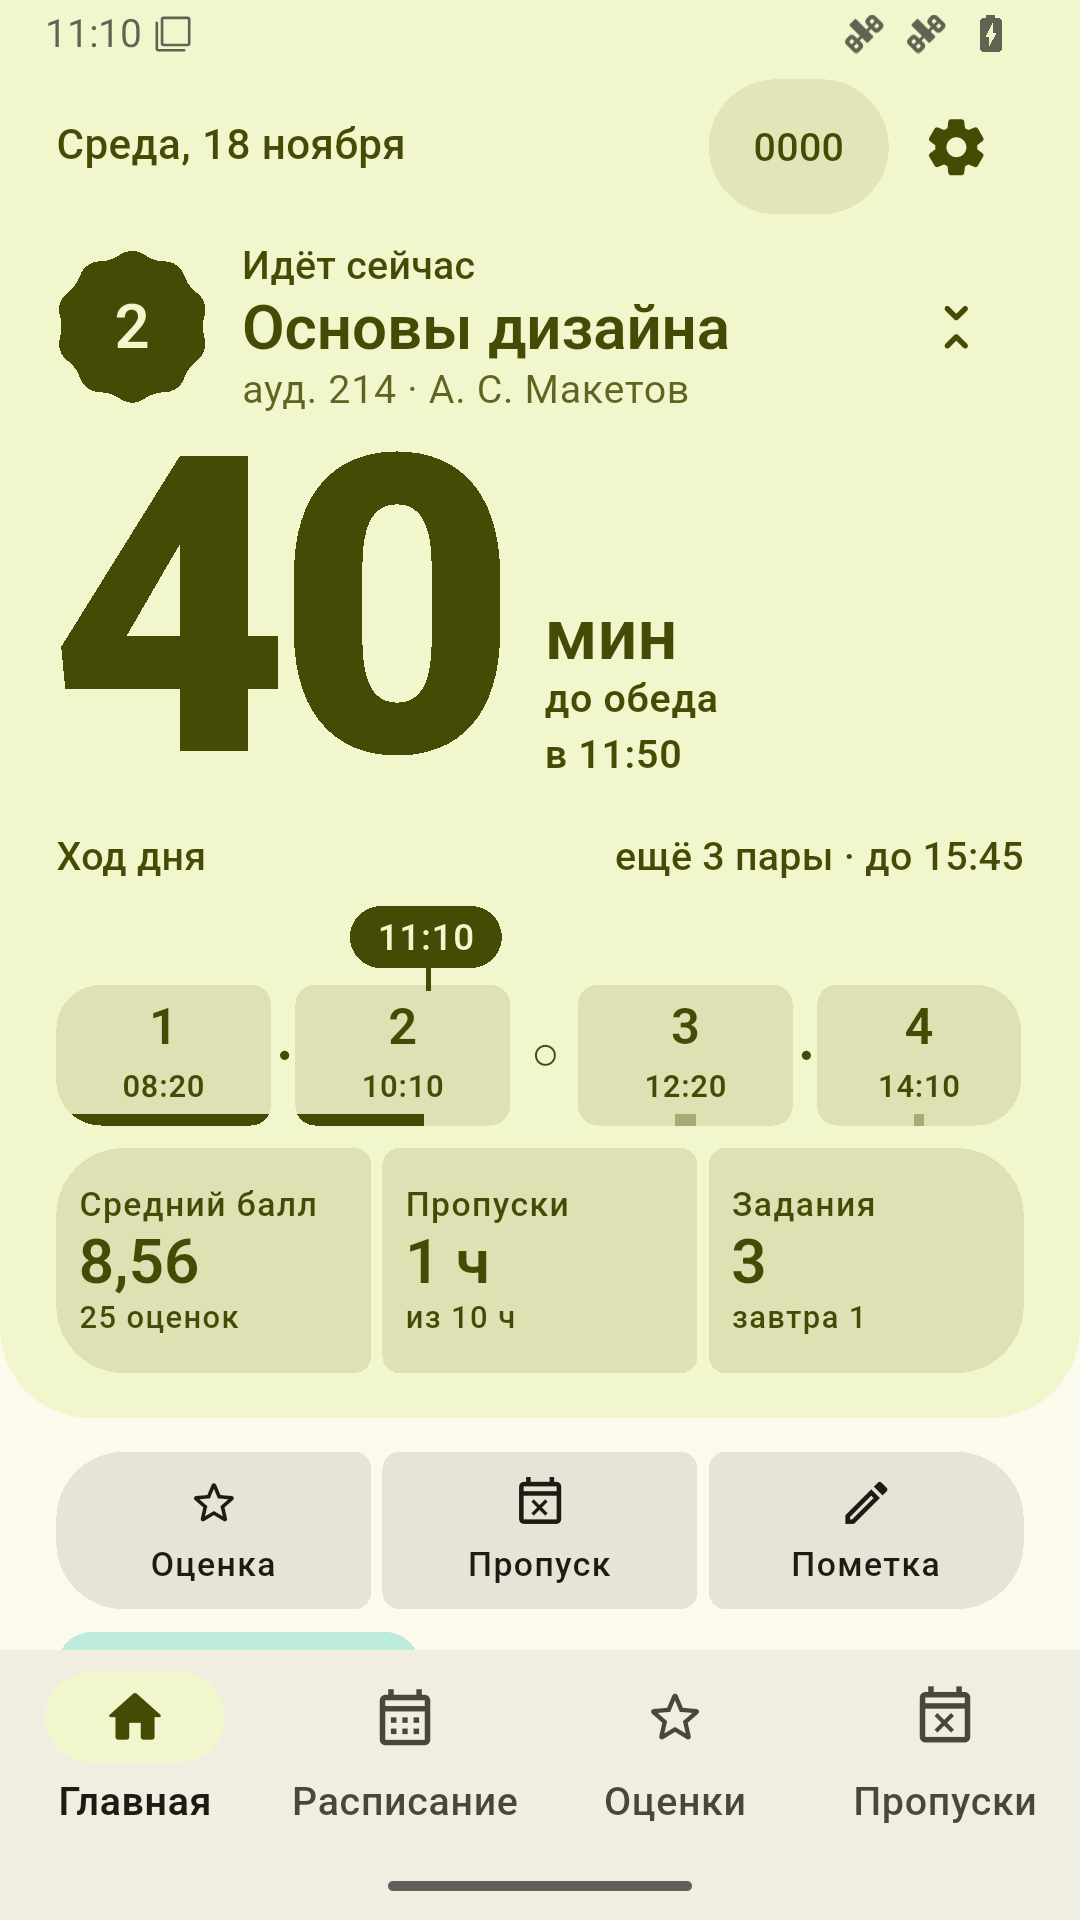 11:10
Среда, 18 ноября
0000
2
Идёт сейчас
Основы дизайна
ауд. 214 · А. С. Макетов
40
мин
до обеда
в 11:50
Ход дня
ещё 3 пары · до 15:45
11:10
1
08:20
2
10:10
3
12:20
4
14:10
Средний балл
8,56
25 оценок
Пропуски
1 ч
из 10 ч
Задания
3
завтра 1
Оценка
Пропуск
Пометка
Главная
Расписание
Оценки
Пропуски